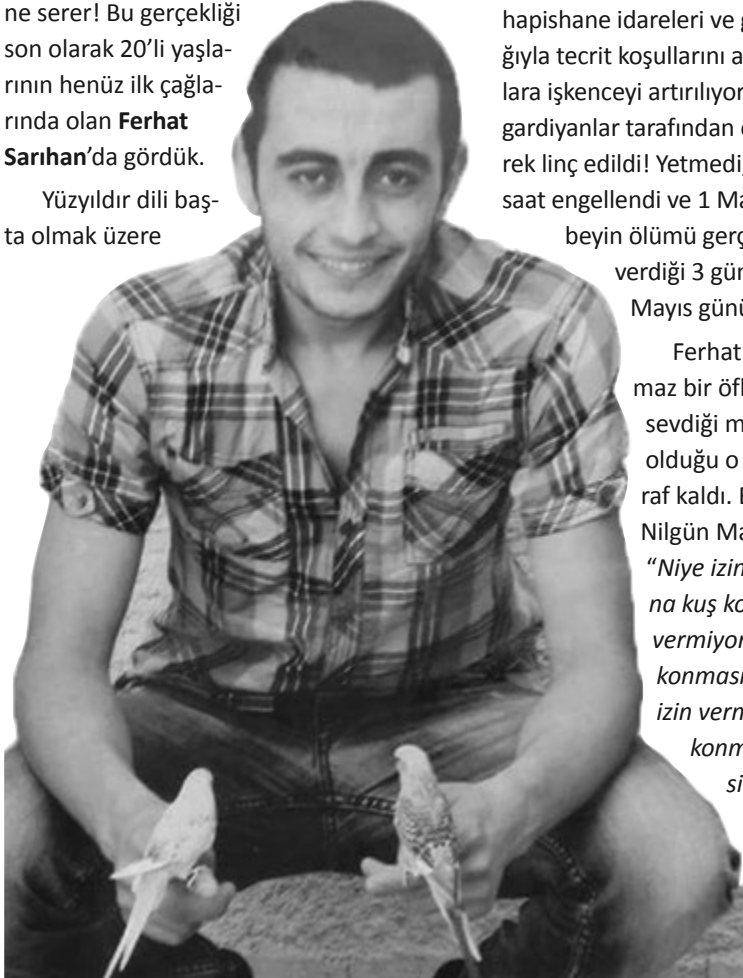 ne serer! Bu gerçekliği
son olarak 20’li yaşla-
rının henüz ilk çağla-
rında olan Ferhat
Sarıhan’da gördük.
Yüzyıldır dili baş-
ta olmak üzere
hapishane idareleri ve
ğıyla tecrit koşullarını a
lara işkenceyi artırılıyor
gardiyanlar tarafından
rek linç edildi! Yetmedi,
saat engellendi ve 1 Ma
beyin ölümü gerç
verdiği 3 gün
Mayıs günü
Ferhat
maz bir öf
sevdiği m
olduğu o
raf kaldı.
Nilgün Ma
“Niye izin
na kuş ko
vermiyor
konması
izin verm
konm
si